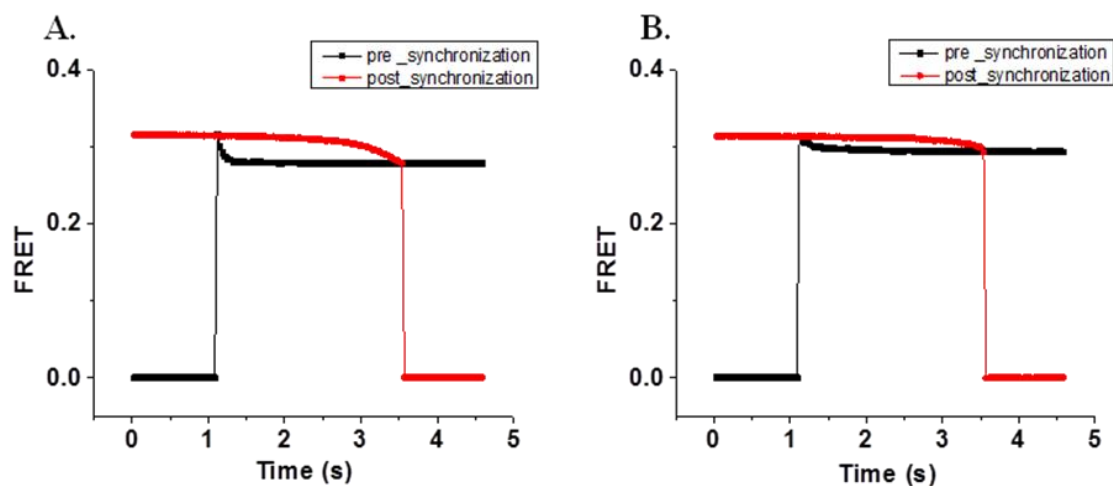 A.
pre _synchronization
post_synchronization
0.4
0.2
0.0
FRET
0 1 2 3 4 5
Time (s)
B.
pre _synchronization
post_synchronization
0.4
0.2
0.0
FRET
0 1 2 3 4 5
Time (s)